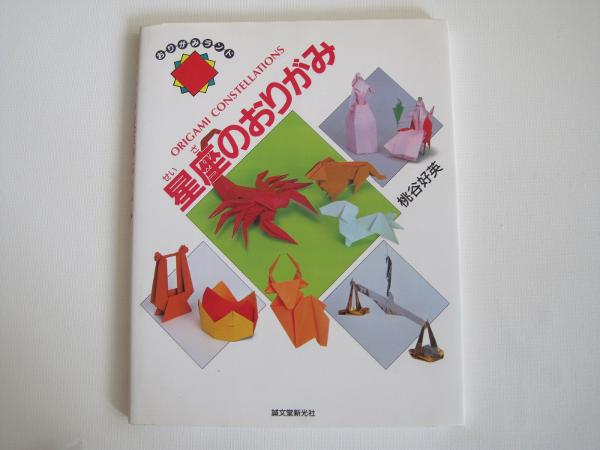 おりがみランド
ORIGAMI CONSTELLATIONS
せい ざ
星座のおりがみ
桃谷好英
誠文堂新光社